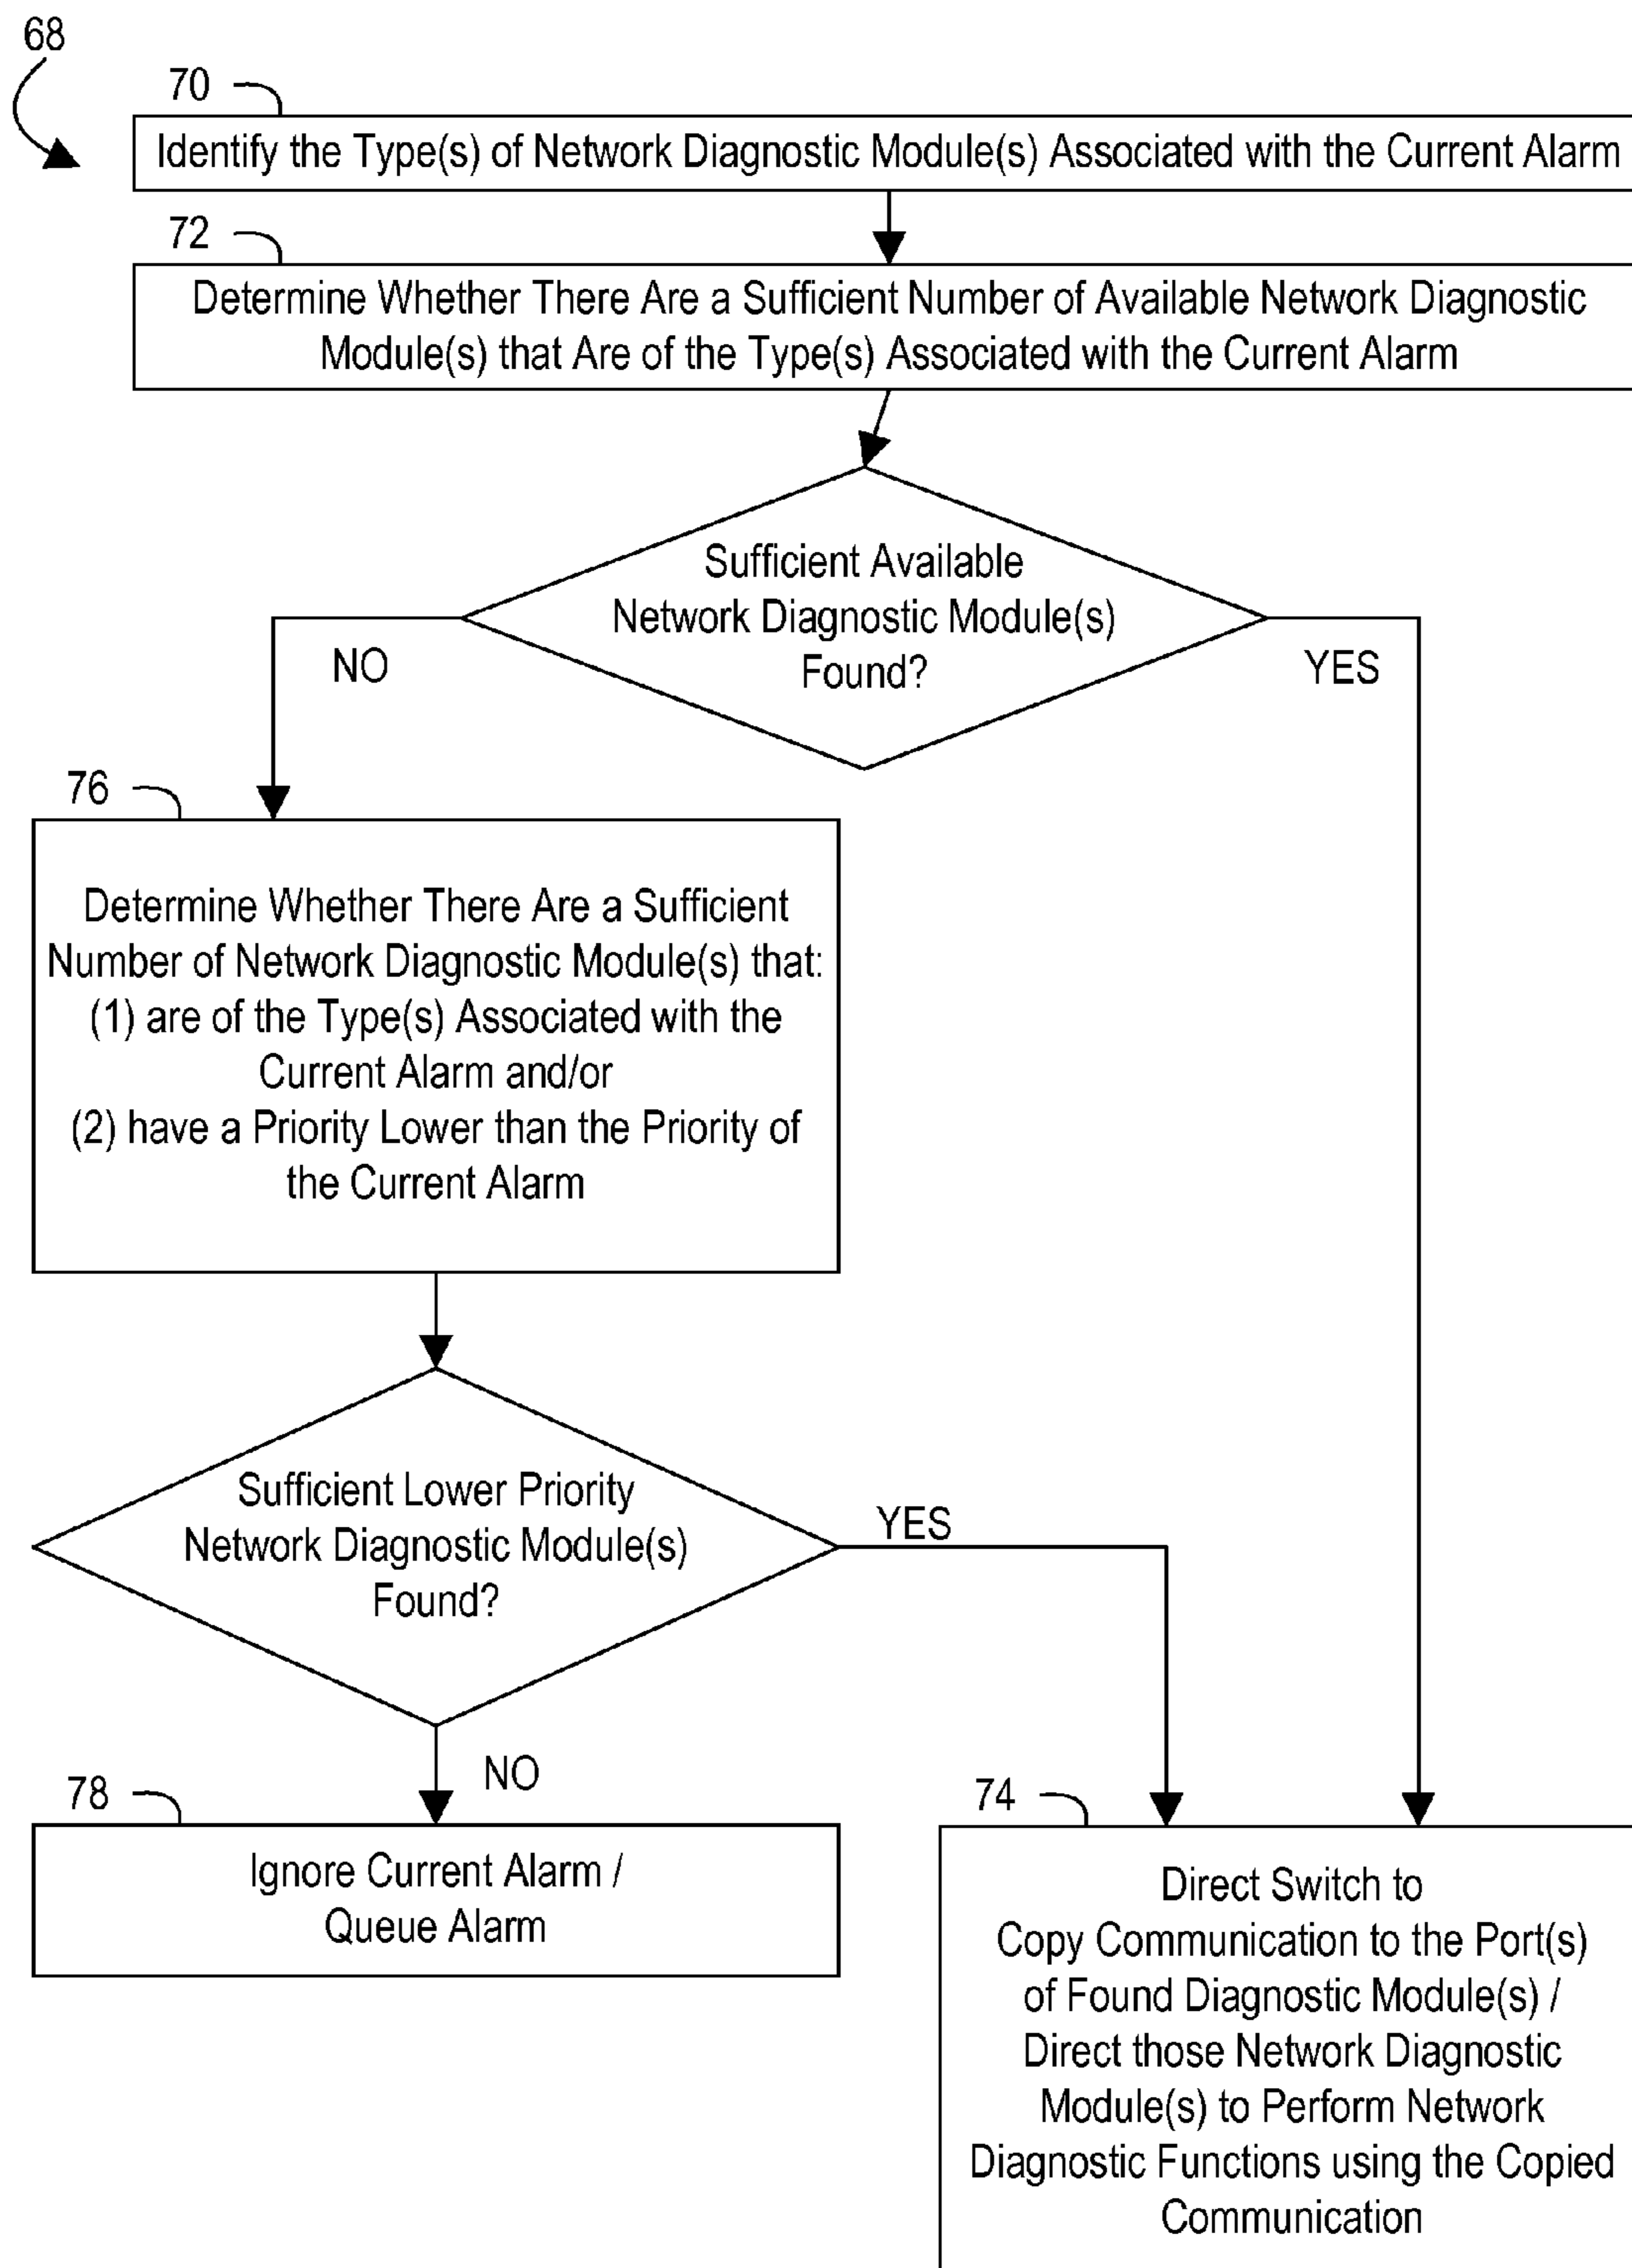 68
70
Identify the Type(s) of Network Diagnostic Module(s) Associated with the Current Alarm
72
Determine Whether There Are a Sufficient Number of Available Network Diagnostic
Module(s) that Are of the Type(s) Associated with the Current Alarm
Sufficient Available
Network Diagnostic Module(s)
Found?
NO
YES
76
Determine Whether There Are a Sufficient
Number of Network Diagnostic Module(s) that:
(1) are of the Type(s) Associated with the
Current Alarm and/or
(2) have a Priority Lower than the Priority of
the Current Alarm
Sufficient Lower Priority
Network Diagnostic Module(s)
Found?
YES
NO
78
Ignore Current Alarm /
Queue Alarm
74
Direct Switch to
Copy Communication to the Port(s)
of Found Diagnostic Module(s) /
Direct those Network Diagnostic
Module(s) to Perform Network
Diagnostic Functions using the Copied
Communication